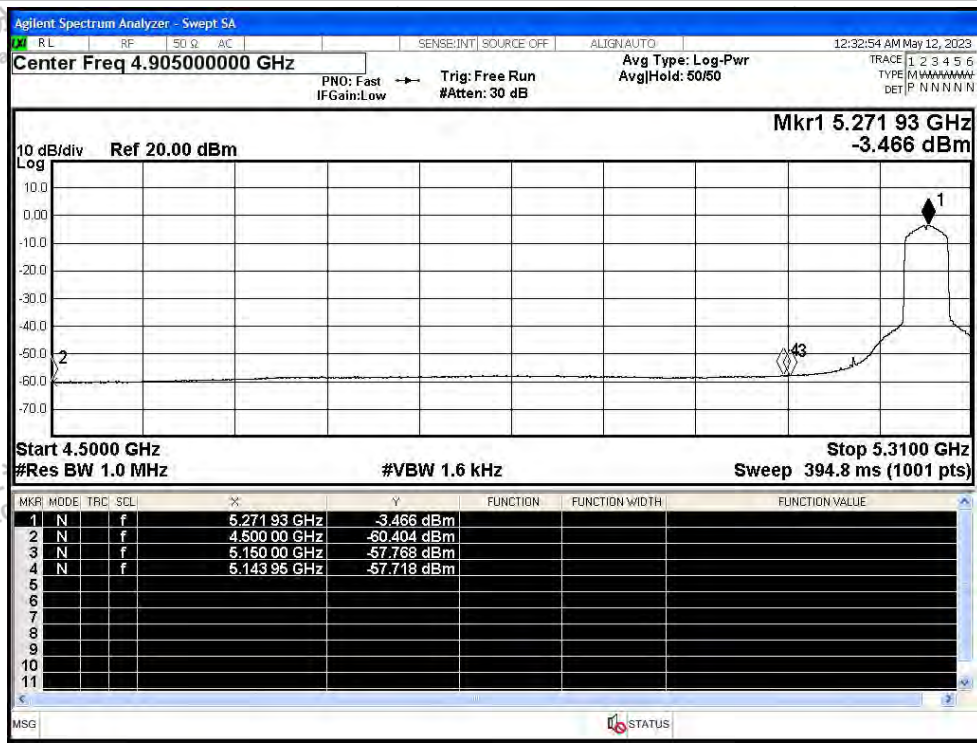 Agilent Spectrum Analyzer - Swept SA
RL RF 50 Ω AC SENSE:INT SOURCE OFF ALIGN AUTO 12:32:54 AM May 12, 2023
Center Freq 4.905000000 GHz
PNO: Fast
IFGain:Low
Trig: Free Run
#Atten: 30 dB
Avg Type: Log-Pwr
Avg|Hold: 50/50
TRACE 1 2 3 4 5 6
TYPE M WWWWW
DET P N N N N N
Mkr1 5.271 93 GHz
-3.466 dBm
10 dB/div Ref 20.00 dBm
Log
10.0
0.00
-10.0
-20.0
-30.0
-40.0
-50.0
-60.0
-70.0
1
2
43
Start 4.5000 GHz Stop 5.3100 GHz
#Res BW 1.0 MHz #VBW 1.6 kHz Sweep 394.8 ms (1001 pts)
MKR MODE TRC SCL X Y FUNCTION FUNCTION WIDTH FUNCTION VALUE
1 N f 5.271 93 GHz -3.466 dBm
2 N f 4.500 00 GHz -60.404 dBm
3 N f 5.150 00 GHz -57.768 dBm
4 N f 5.143 95 GHz -57.718 dBm
5
6
7
8
9
10
11
MSG STATUS